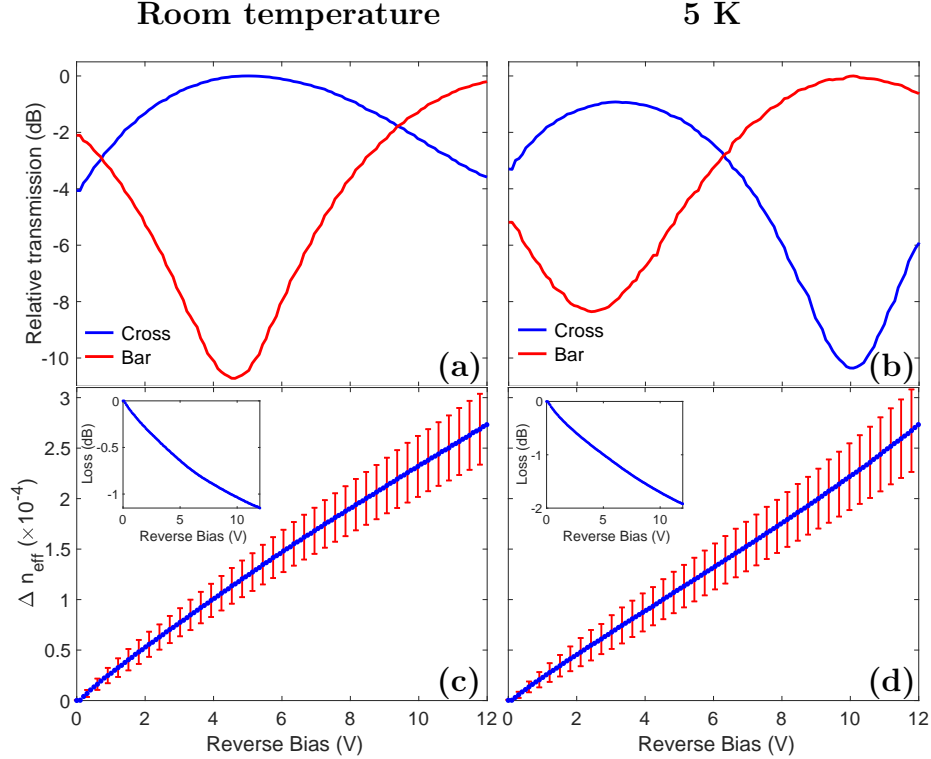 Room temperature
5 K
Relative transmission (dB)
0
-2
-4
-6
-8
-10
Cross
Bar
(a)
Cross
Bar
(b)
Δ n_eff (×10^-4)
3
2.5
2
1.5
1
0.5
0
0 2 4 6 8 10 12
Reverse Bias (V)
Loss (dB)
0
-0.5
-1
0 5 10
Reverse Bias (V)
(c)
0 2 4 6 8 10 12
Reverse Bias (V)
Loss (dB)
0
-1
-2
0 5 10
Reverse Bias (V)
(d)